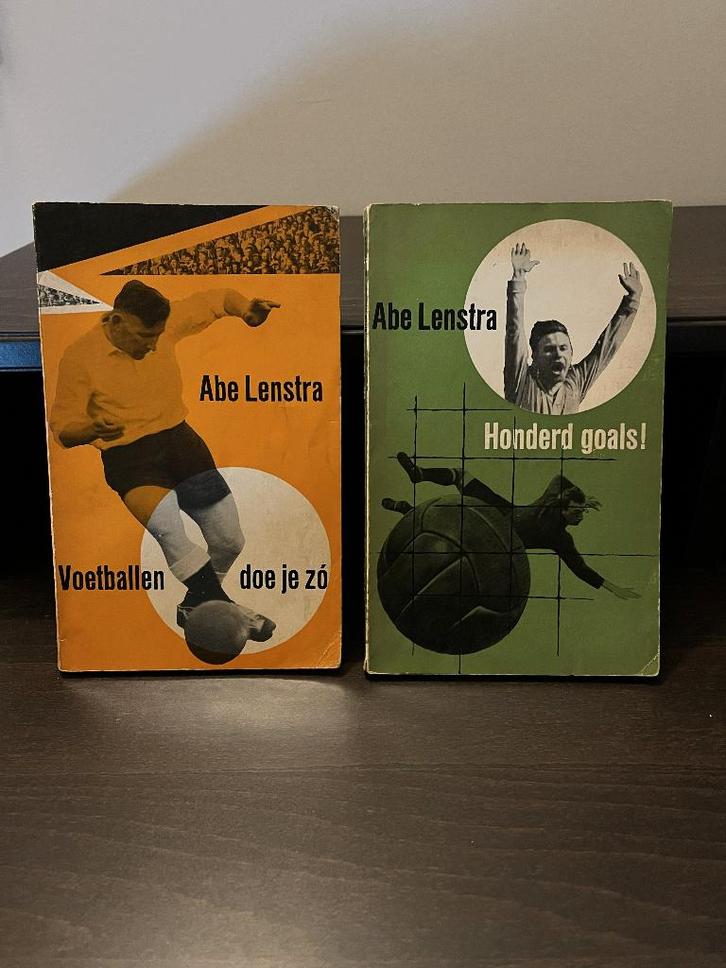 Abe Lenstra
Voetballen doe je zó
Abe Lenstra
Honderd goals!